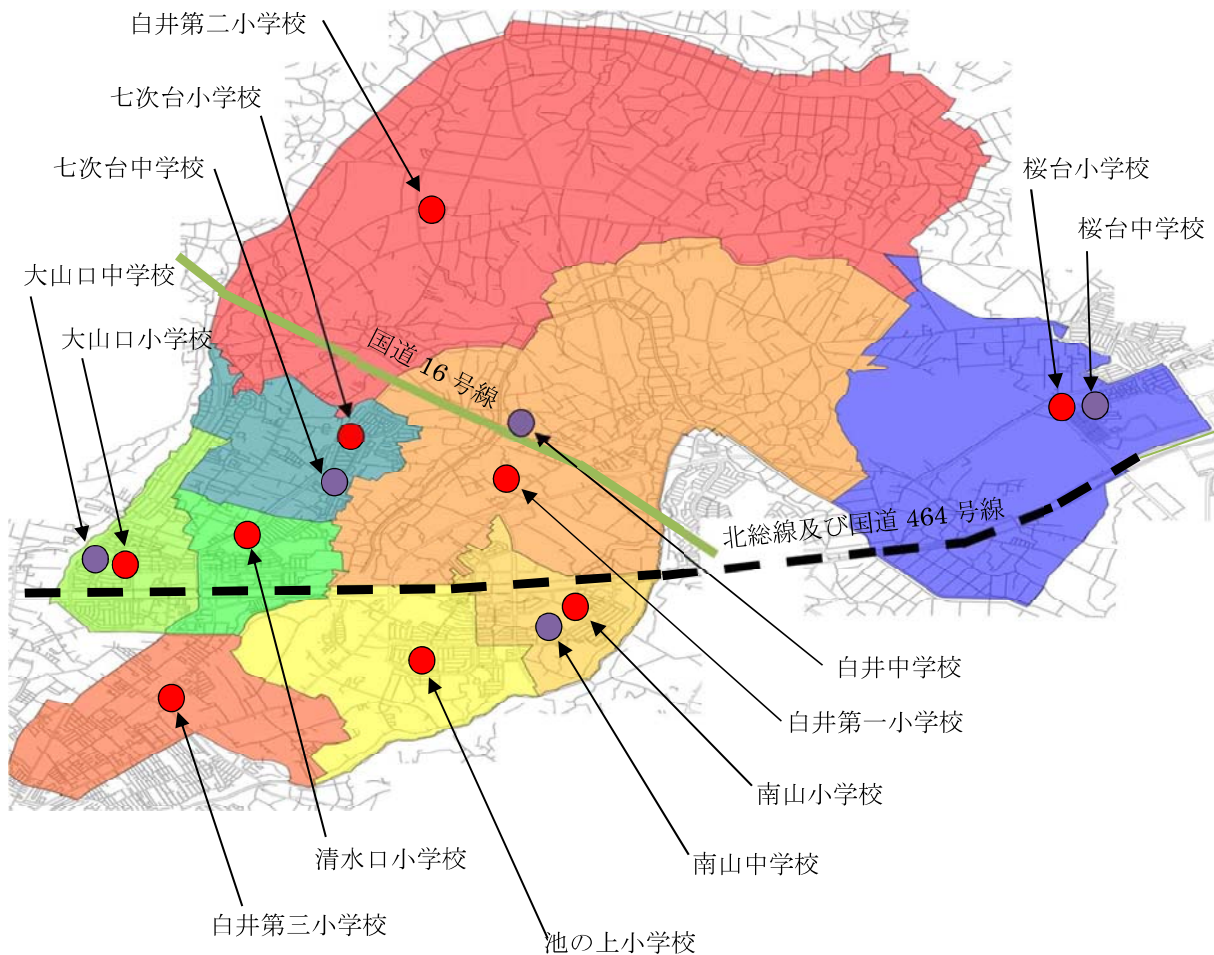 白井第二小学校
七次台小学校
七次台中学校
桜台小学校
桜台中学校
大山口中学校
大山口小学校
国道 16 号線
北総線及び国道 464 号線
白井中学校
白井第一小学校
南山小学校
清水口小学校
南山中学校
白井第三小学校
池の上小学校